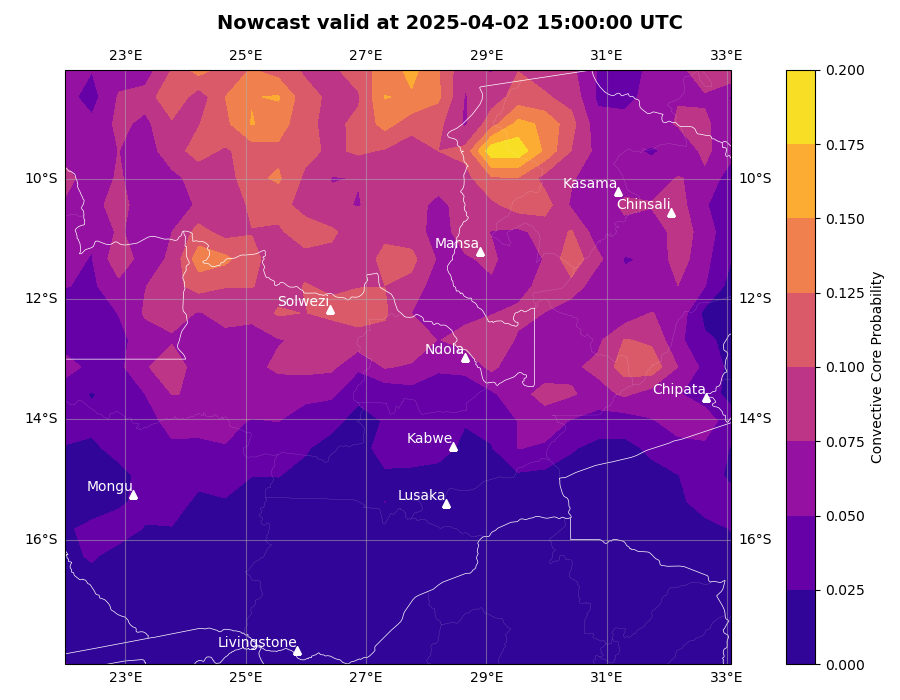 Nowcast valid at 2025-04-02 15:00:00 UTC
23°E 25°E 27°E 29°E 31°E 33°E
0.200
0.175
10°S Kasama 10°S
Chinsali
0.150
Mansa
0.125
12°S Solwezi 12°S
Convective Core Probability
0.100
Ndola
Chipata
14°S 14°S
0.075
Kabwe
Mongu
Lusaka
0.050
16°S 16°S
0.025
Livingstone
0.000
23°E 25°E 27°E 29°E 31°E 33°E